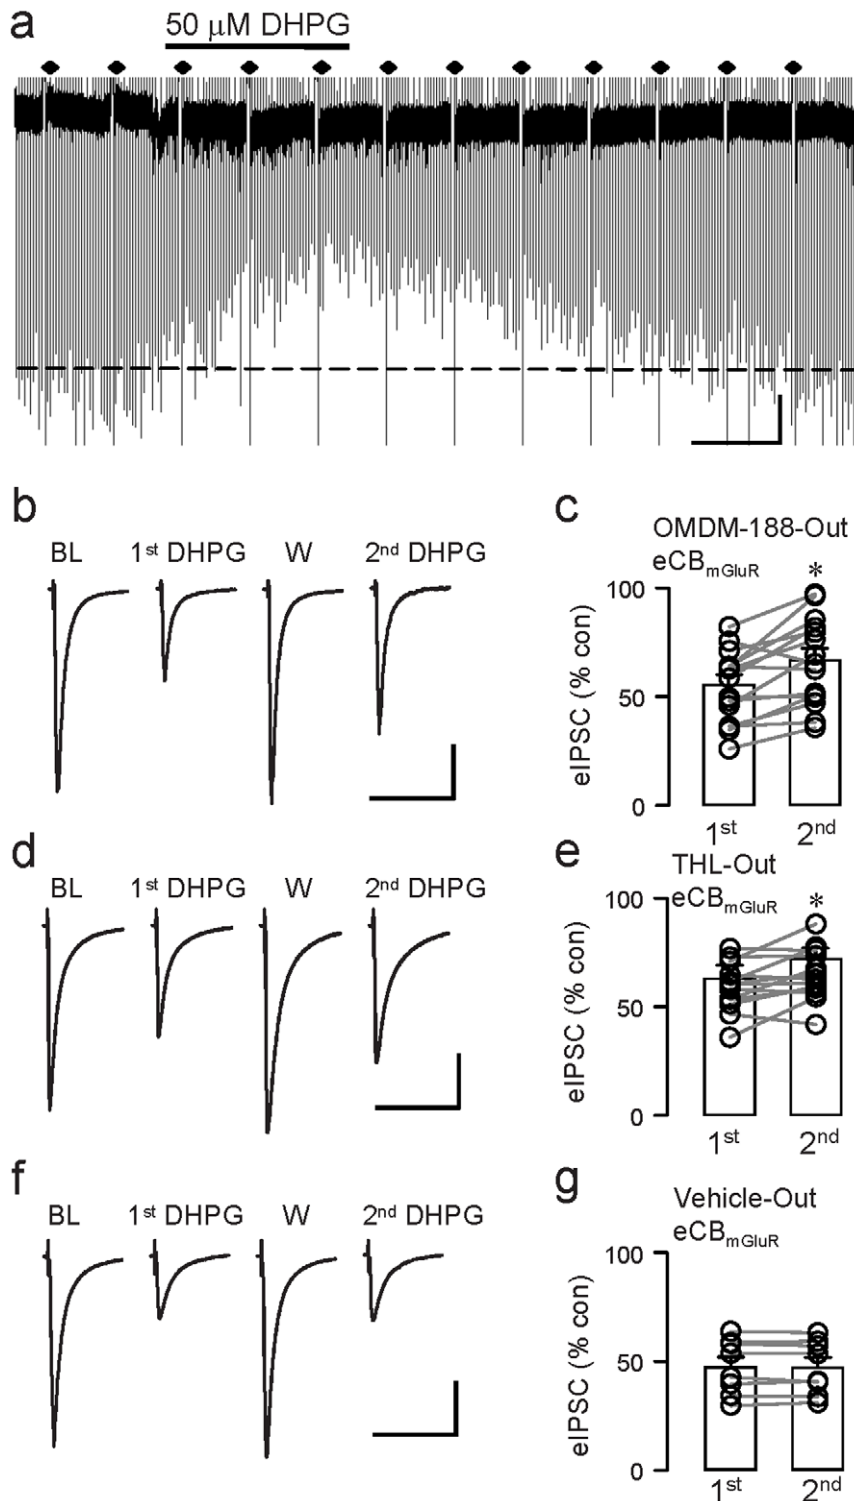 a
50 μM DHPG
b
BL 1st DHPG W 2nd DHPG
c
OMDM-188-Out
eCBmGluR
*
100
50
0
eIPSC (% con)
1st 2nd
d
BL 1st DHPG W 2nd DHPG
e
THL-Out
eCBmGluR
*
100
50
0
eIPSC (% con)
1st 2nd
f
BL 1st DHPG W 2nd DHPG
g
Vehicle-Out
eCBmGluR
100
50
0
eIPSC (% con)
1st 2nd